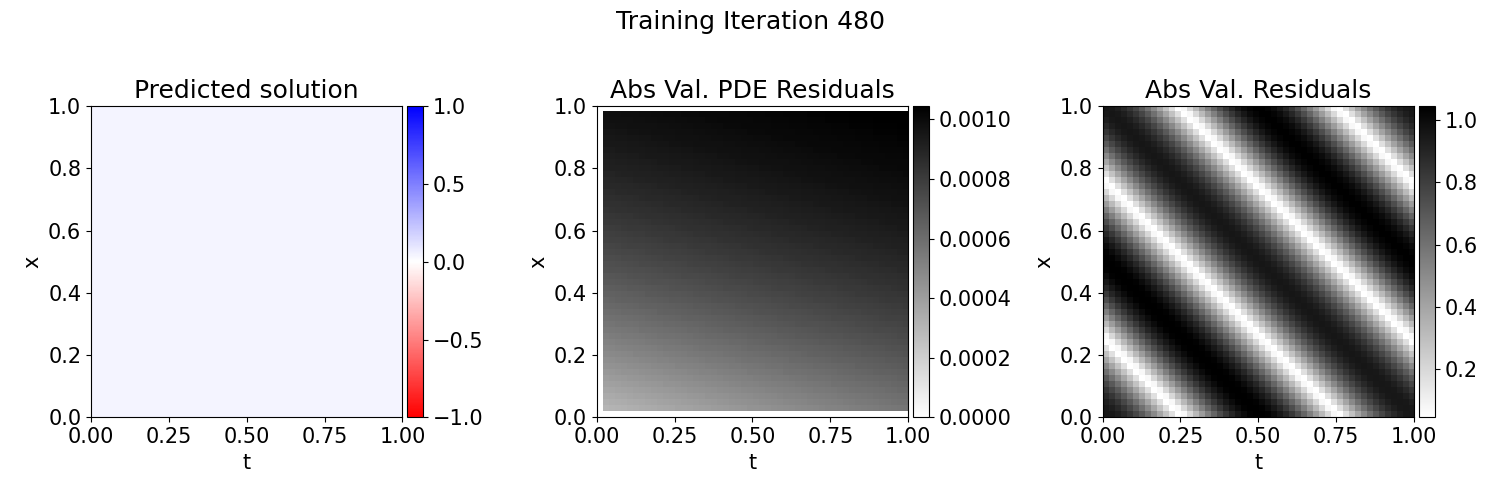 Training Iteration 480
Predicted solution
1.0
0.8
0.6
0.4
0.2
0.0
x
0.00 0.25 0.50 0.75 1.00
t
1.0
0.5
0.0
−0.5
−1.0
Abs Val. PDE Residuals
1.0
0.8
0.6
0.4
0.2
0.0
x
0.00 0.25 0.50 0.75 1.00
t
0.0010
0.0008
0.0006
0.0004
0.0002
0.0000
Abs Val. Residuals
1.0
0.8
0.6
0.4
0.2
0.0
x
0.00 0.25 0.50 0.75 1.00
t
1.0
0.8
0.6
0.4
0.2